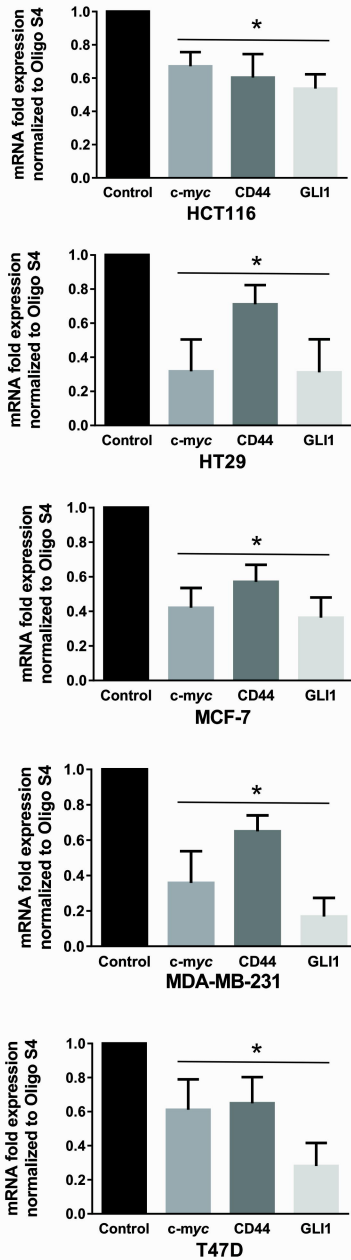 mRNA fold expression
normalized to Oligo S4
1.0
0.8
0.6
0.4
0.2
0.0
*
Control c-myc CD44 GLI1
HCT116
mRNA fold expression
normalized to Oligo S4
1.0
0.8
0.6
0.4
0.2
0.0
*
Control c-myc CD44 GLI1
HT29
mRNA fold expression
normalized to Oligo S4
1.0
0.8
0.6
0.4
0.2
0.0
*
Control c-myc CD44 GLI1
MCF-7
mRNA fold expression
normalized to Oligo S4
1.0
0.8
0.6
0.4
0.2
0.0
*
Control c-myc CD44 GLI1
MDA-MB-231
mRNA fold expression
normalized to Oligo S4
1.0
0.8
0.6
0.4
0.2
0.0
*
Control c-myc CD44 GLI1
T47D